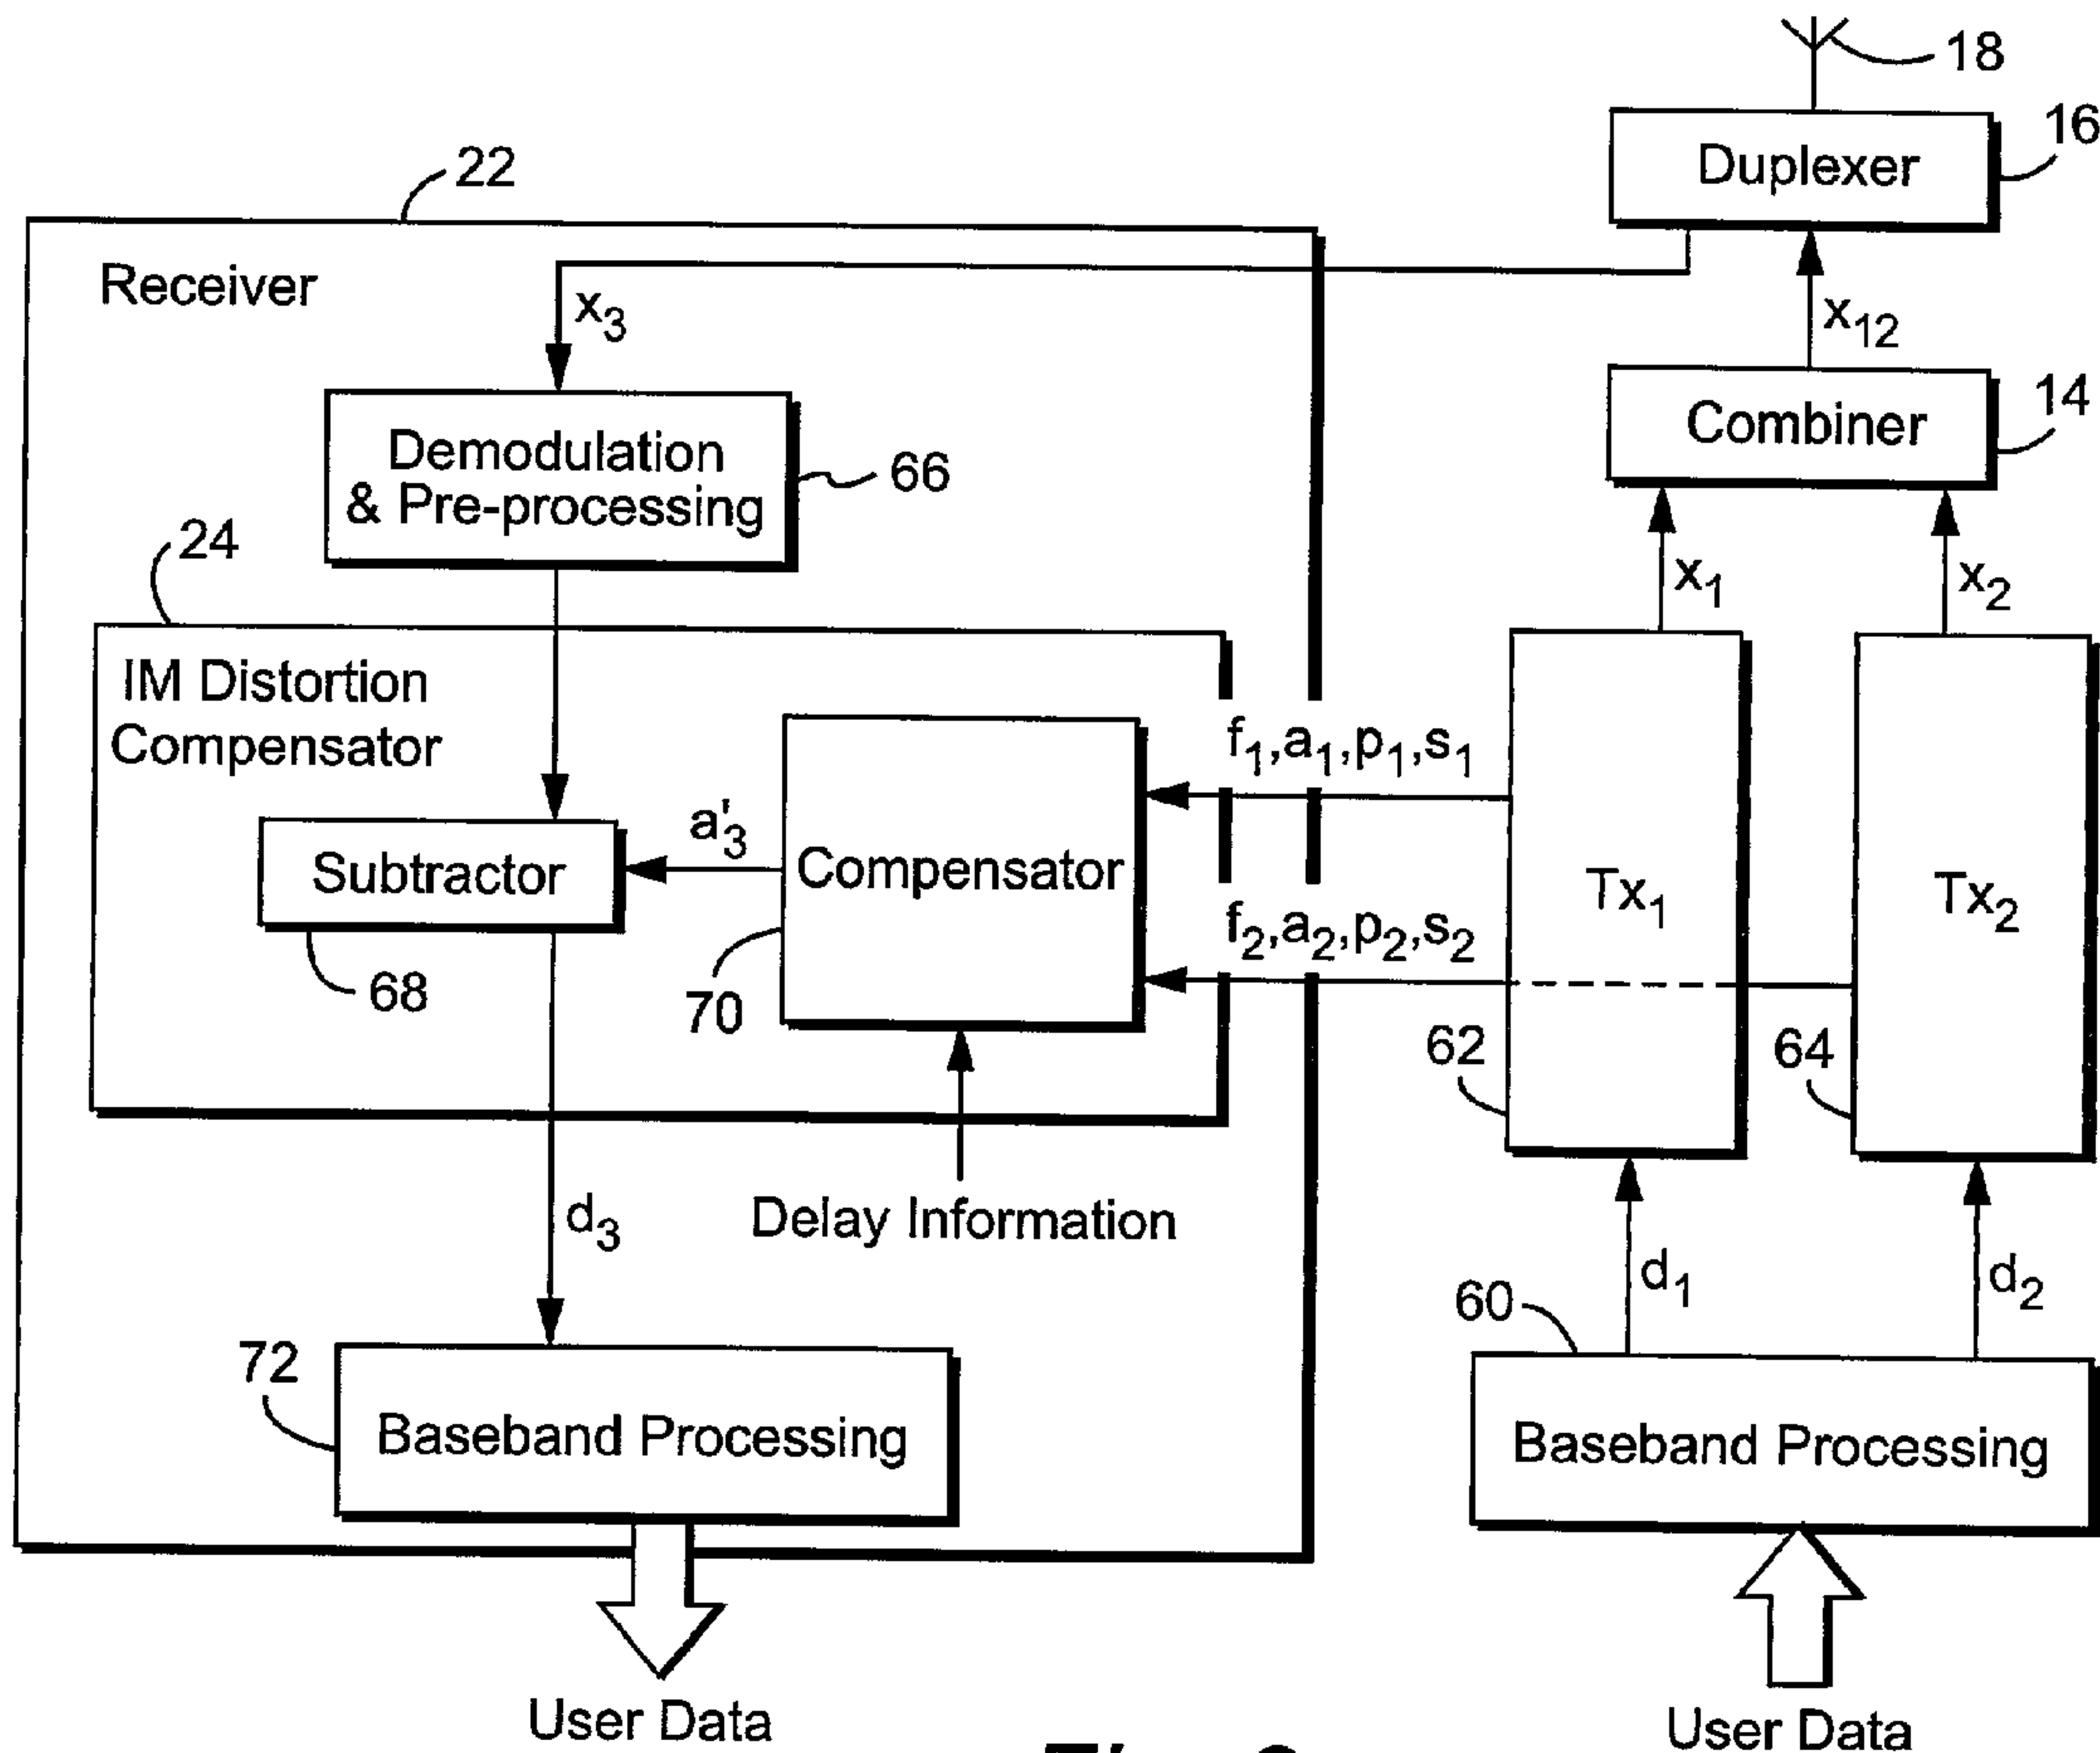 18
Duplexer
16
22
Receiver
x3
x12
Combiner
14
Demodulation
& Pre-processing
66
24
x1
x2
IM Distortion
Compensator
f1,a1,p1,s1
a'3
Subtractor
Compensator
Tx1
Tx2
f2,a2,p2,s2
68
70
62
64
d3
Delay Information
d1
d2
60
72
Baseband Processing
Baseband Processing
User Data
User Data